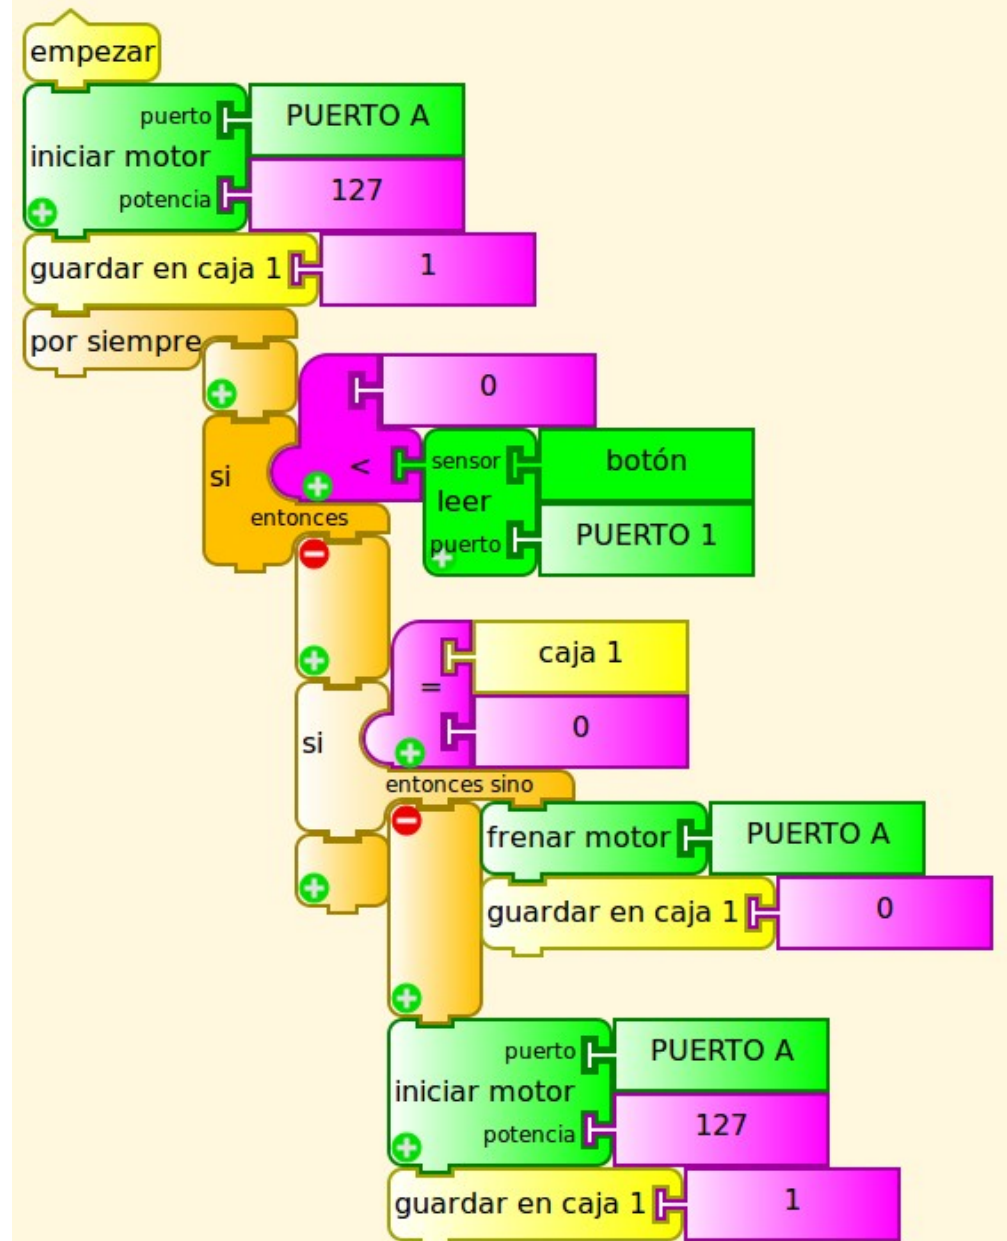 empezar
puerto PUERTO A
iniciar motor
potencia 127
guardar en caja 1 1
por siempre
0
si < sensor botón
leer
entonces
puerto PUERTO 1
caja 1
=
si 0
entonces sino
frenar motor PUERTO A
guardar en caja 1 0
puerto PUERTO A
iniciar motor
potencia 127
guardar en caja 1 1